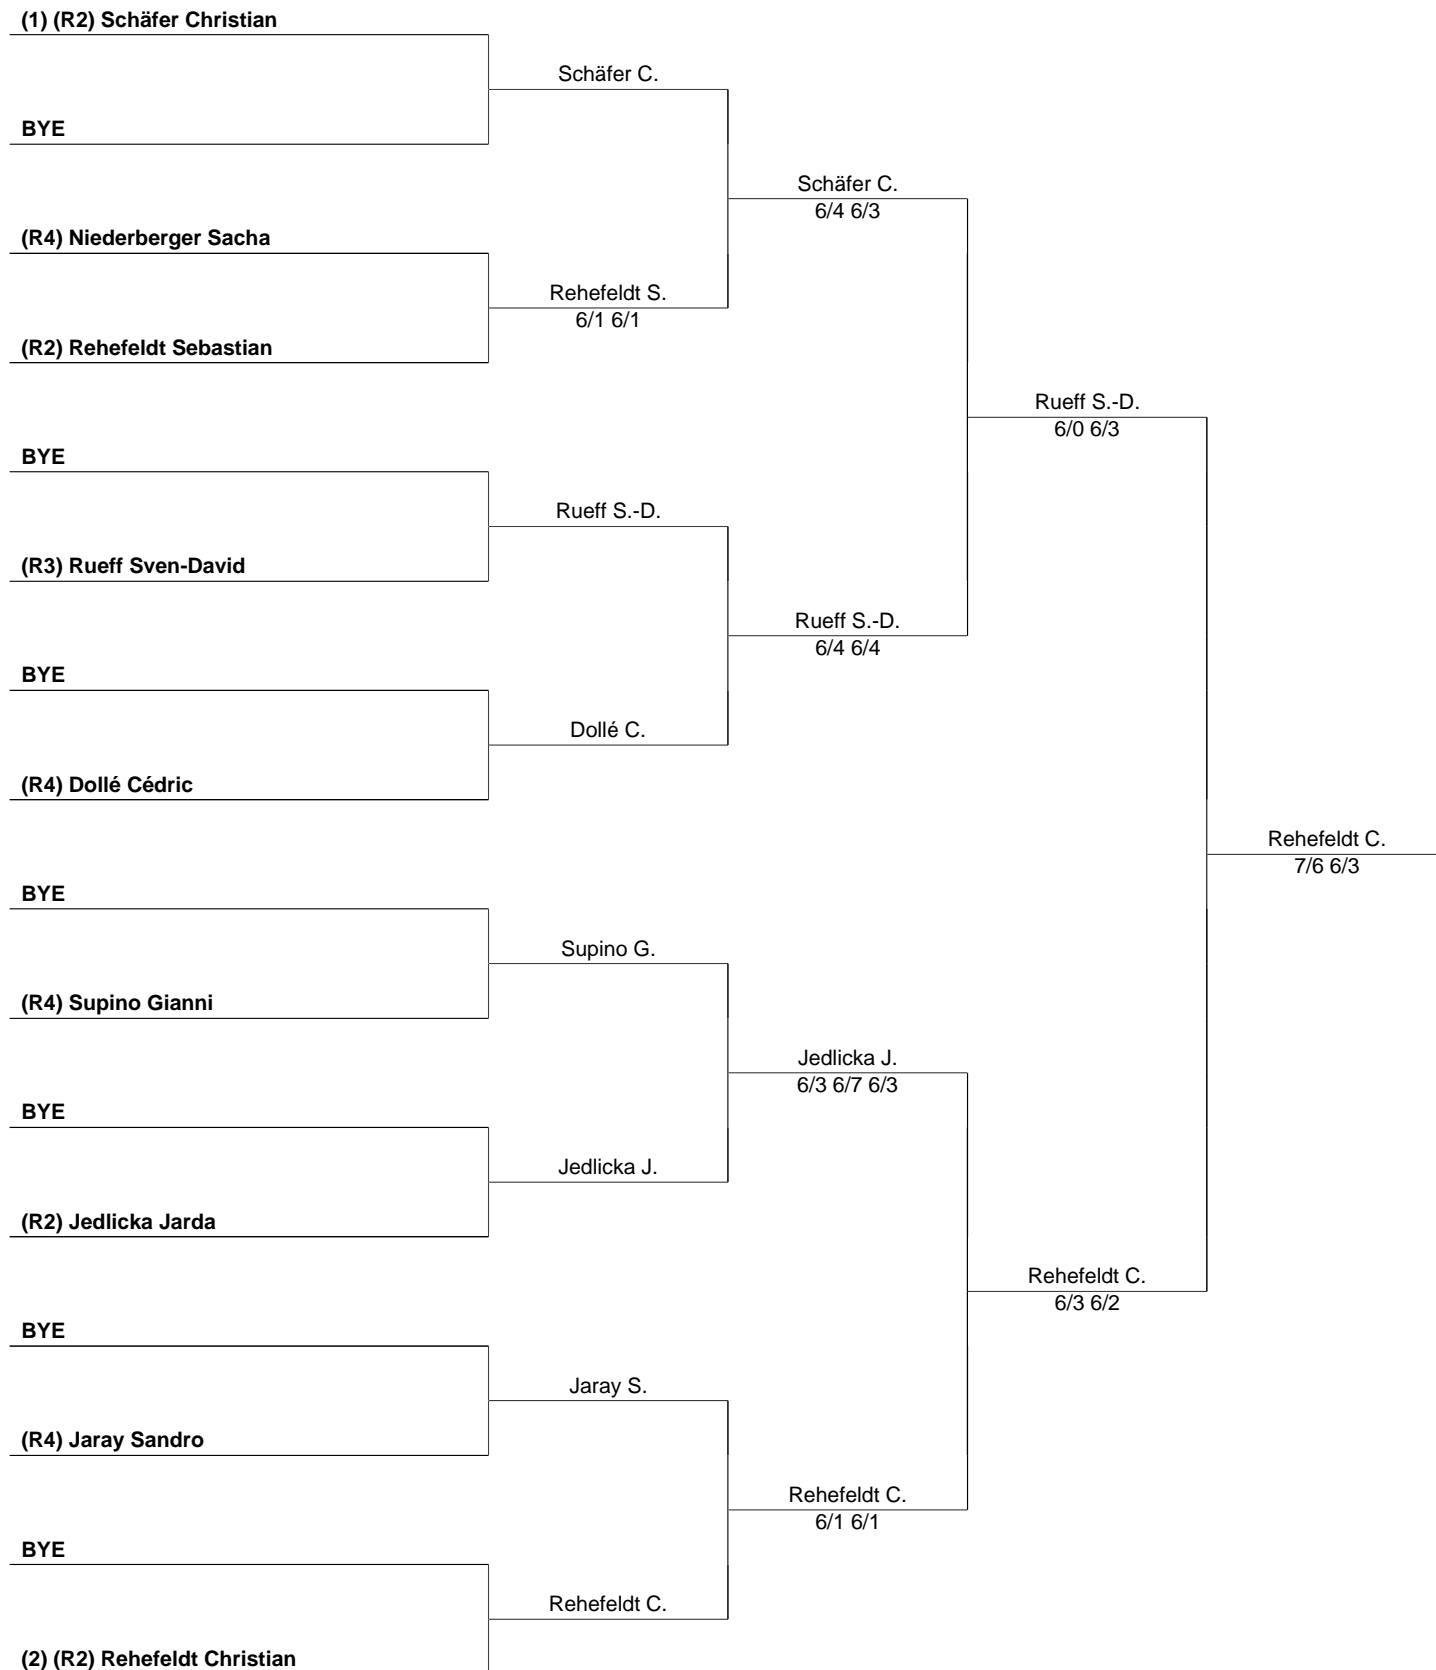 (1) (R2) Schäfer Christian
Schäfer C.
BYE
Schäfer C.
6/4 6/3
(R4) Niederberger Sacha
Rehefeldt S.
6/1 6/1
(R2) Rehefeldt Sebastian
Rueff S.-D.
6/0 6/3
BYE
Rueff S.-D.
(R3) Rueff Sven-David
Rueff S.-D.
6/4 6/4
BYE
Dollé C.
(R4) Dollé Cédric
Rehefeldt C.
7/6 6/3
BYE
Supino G.
(R4) Supino Gianni
Jedlicka J.
6/3 6/7 6/3
BYE
Jedlicka J.
(R2) Jedlicka Jarda
Rehefeldt C.
6/3 6/2
BYE
Jaray S.
(R4) Jaray Sandro
Rehefeldt C.
6/1 6/1
BYE
Rehefeldt C.
(2) (R2) Rehefeldt Christian